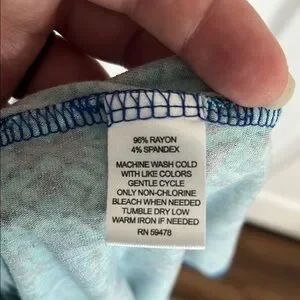 96% RAYON
4% SPANDEX
MACHINE WASH COLD
WITH LIKE COLORS
GENTLE CYCLE
ONLY NON-CHLORINE
BLEACH WHEN NEEDED
TUMBLE DRY LOW
WARM IRON IF NEEDED
RN 59478